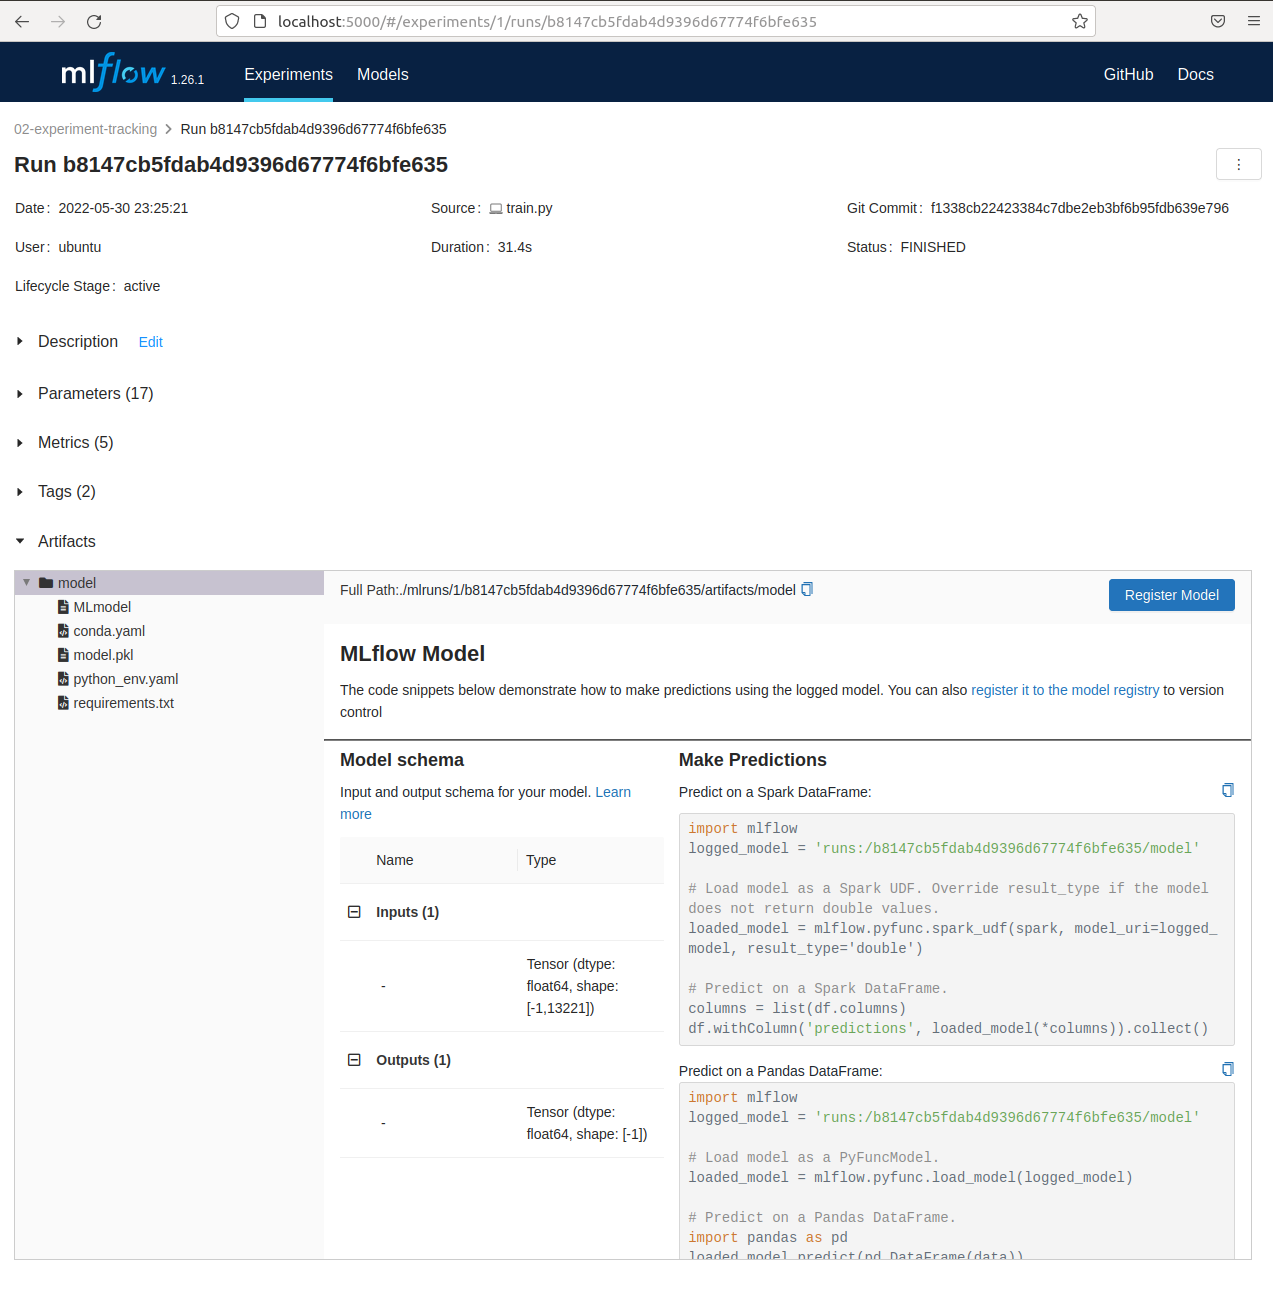 localhost:5000/#/experiments/1/runs/b8147cb5fdab4d9396d67774f6bfe635
mlflow 1.26.1 Experiments Models GitHub Docs
02-experiment-tracking > Run b8147cb5fdab4d9396d67774f6bfe635
Run b8147cb5fdab4d9396d67774f6bfe635
Date: 2022-05-30 23:25:21 Source: train.py Git Commit: f1338cb22423384c7dbe2eb3bf6b95fdb639e796
User: ubuntu Duration: 31.4s Status: FINISHED
Lifecycle Stage: active
Description Edit
Parameters (17)
Metrics (5)
Tags (2)
Artifacts
model
MLmodel
conda.yaml
model.pkl
python_env.yaml
requirements.txt
Full Path:./mlruns/1/b8147cb5fdab4d9396d67774f6bfe635/artifacts/model
Register Model
MLflow Model
The code snippets below demonstrate how to make predictions using the logged model. You can also register it to the model registry to version
control
Model schema
Input and output schema for your model. Learn
more
Name Type
Inputs (1)
- Tensor (dtype:
float64, shape:
[-1,13221])
Outputs (1)
- Tensor (dtype:
float64, shape: [-1])
Make Predictions
Predict on a Spark DataFrame:
import mlflow
logged_model = 'runs:/b8147cb5fdab4d9396d67774f6bfe635/model'
# Load model as a Spark UDF. Override result_type if the model
does not return double values.
loaded_model = mlflow.pyfunc.spark_udf(spark, model_uri=logged_
model, result_type='double')
# Predict on a Spark DataFrame.
columns = list(df.columns)
df.withColumn('predictions', loaded_model(*columns)).collect()
Predict on a Pandas DataFrame:
import mlflow
logged_model = 'runs:/b8147cb5fdab4d9396d67774f6bfe635/model'
# Load model as a PyFuncModel.
loaded_model = mlflow.pyfunc.load_model(logged_model)
# Predict on a Pandas DataFrame.
import pandas as pd
loaded_model.predict(pd.DataFrame(data))